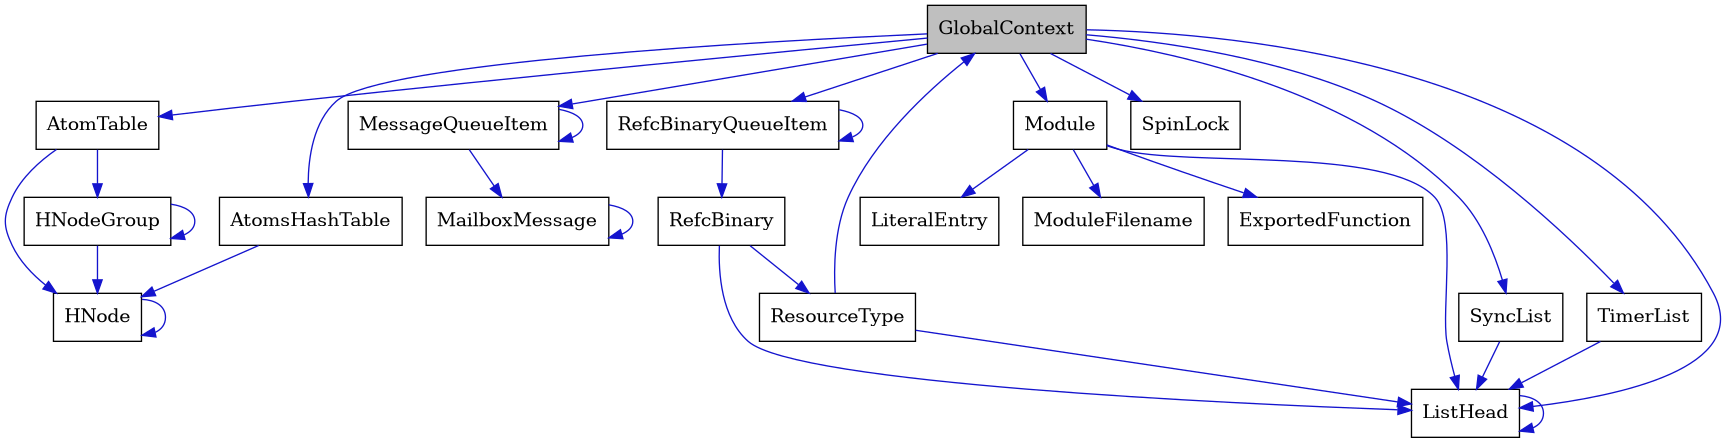 GlobalContext
AtomTable
MessageQueueItem
RefcBinaryQueueItem
Module
SpinLock
HNodeGroup
AtomsHashTable
MailboxMessage
RefcBinary
LiteralEntry
ModuleFilename
ExportedFunction
HNode
ResourceType
SyncList
TimerList
ListHead